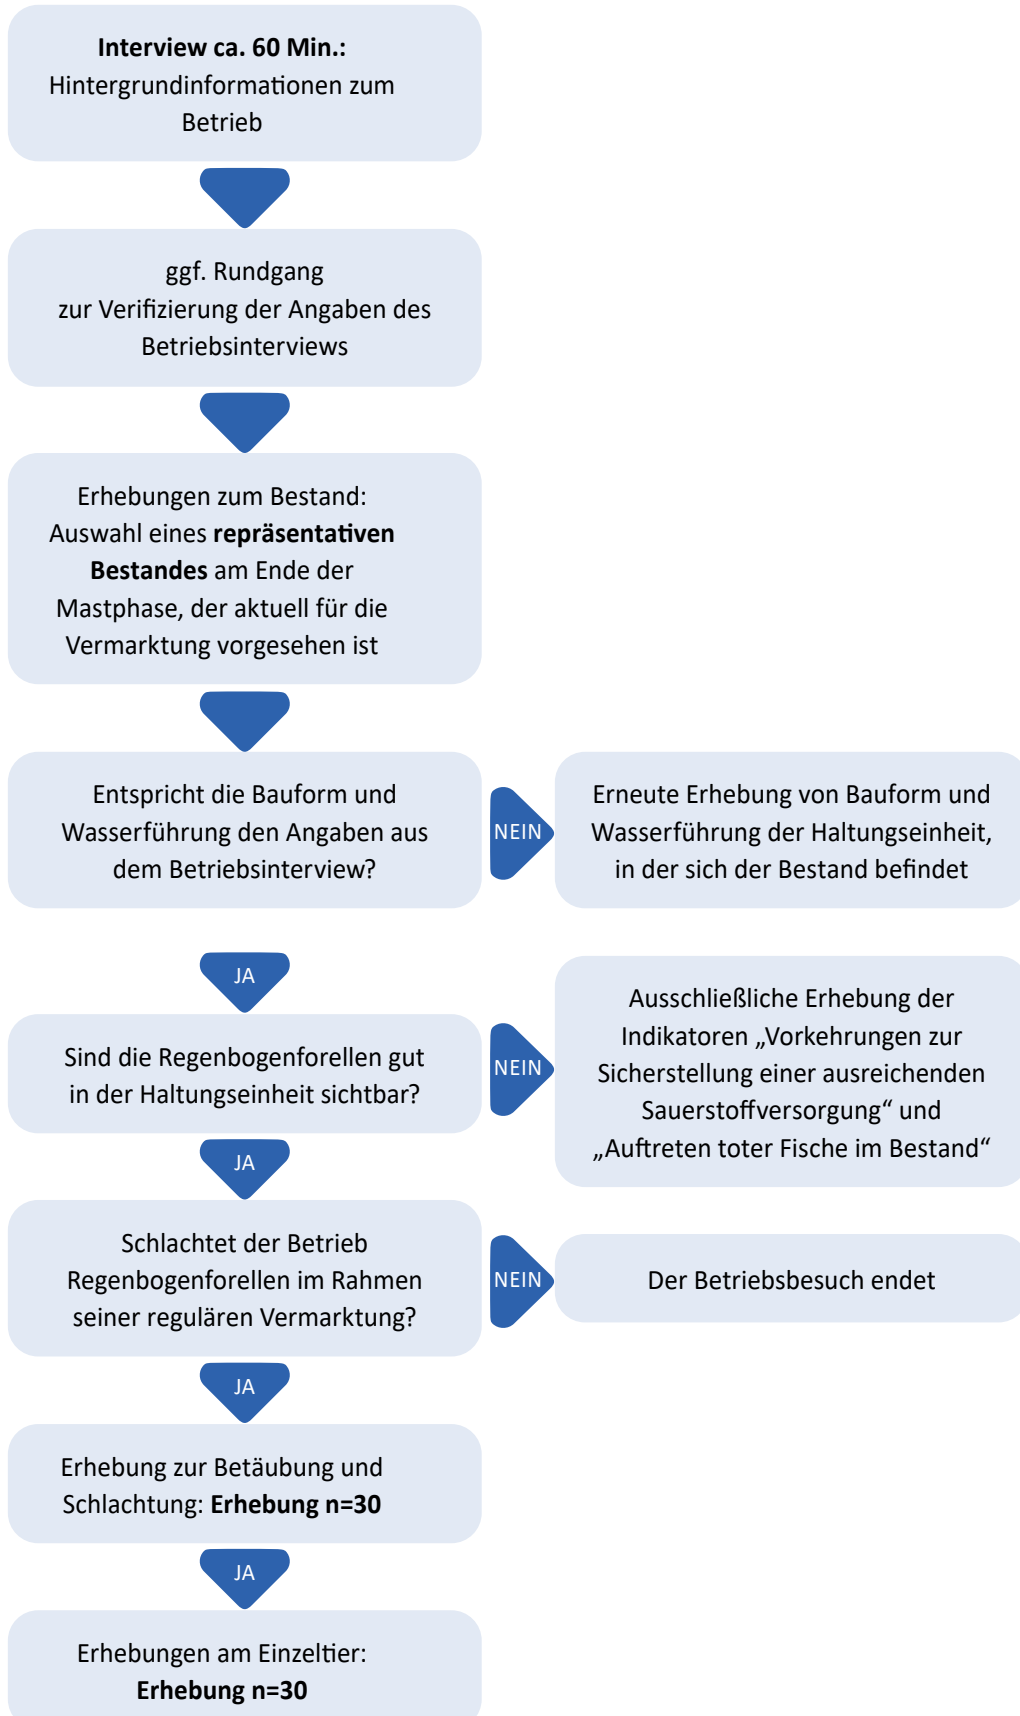 Interview ca. 60 Min.:
Hintergrundinformationen zum
Betrieb
ggf. Rundgang
zur Verifizierung der Angaben des
Betriebsinterviews
Erhebungen zum Bestand:
Auswahl eines repräsentativen
Bestandes am Ende der
Mastphase, der aktuell für die
Vermarktung vorgesehen ist
Entspricht die Bauform und
Wasserführung den Angaben aus
dem Betriebsinterview?
NEIN
Erneute Erhebung von Bauform und
Wasserführung der Haltungseinheit,
in der sich der Bestand befindet
JA
Sind die Regenbogenforellen gut
in der Haltungseinheit sichtbar?
NEIN
Ausschließliche Erhebung der
Indikatoren „Vorkehrungen zur
Sicherstellung einer ausreichenden
Sauerstoffversorgung“ und
„Auftreten toter Fische im Bestand“
JA
Schlachtet der Betrieb
Regenbogenforellen im Rahmen
seiner regulären Vermarktung?
NEIN
Der Betriebsbesuch endet
JA
Erhebung zur Betäubung und
Schlachtung: Erhebung n=30
JA
Erhebungen am Einzeltier:
Erhebung n=30